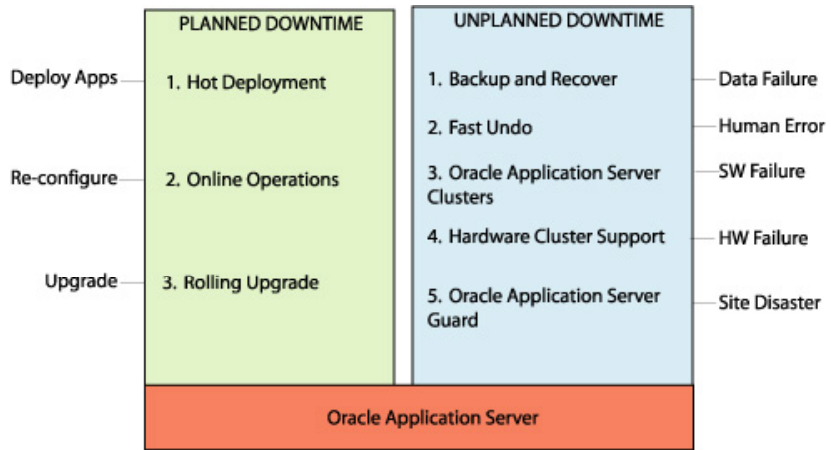 PLANNED DOWNTIME
Deploy Apps
1. Hot Deployment
Re-configure
2. Online Operations
Upgrade
3. Rolling Upgrade
UNPLANNED DOWNTIME
1. Backup and Recover
Data Failure
2. Fast Undo
Human Error
3. Oracle Application Server
Clusters
SW Failure
4. Hardware Cluster Support
HW Failure
5. Oracle Application Server
Guard
Site Disaster
Oracle Application Server